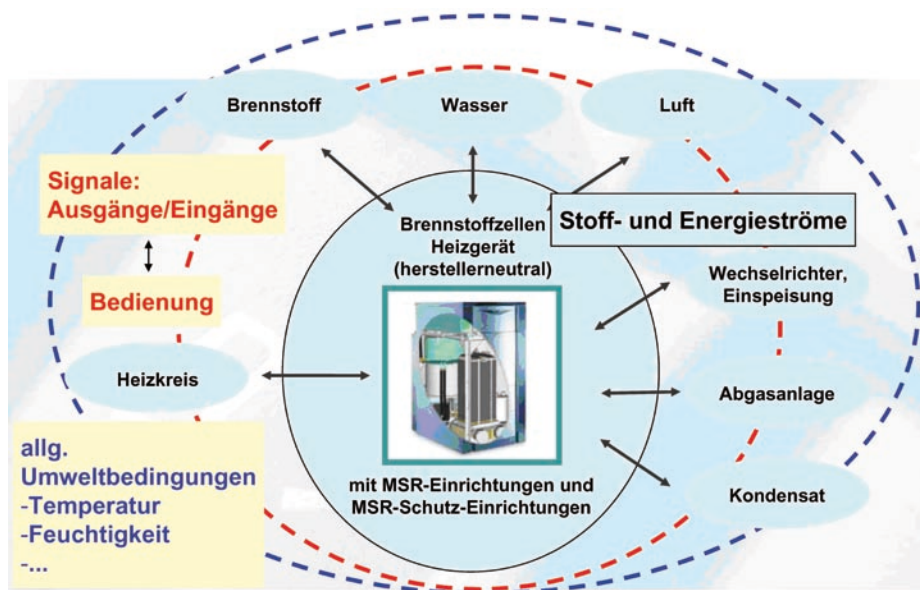 Brennstoff
Wasser
Luft
Signale:
Ausgänge/Eingänge
Brennstoffzellen
Heizgerät
(herstellerneutral)
Stoff- und Energieströme
Bedienung
Wechselrichter,
Einspeisung
Heizkreis
Abgasanlage
allg.
Umweltbedingungen
-Temperatur
-Feuchtigkeit
-...
mit MSR-Einrichtungen und
MSR-Schutz-Einrichtungen
Kondensat